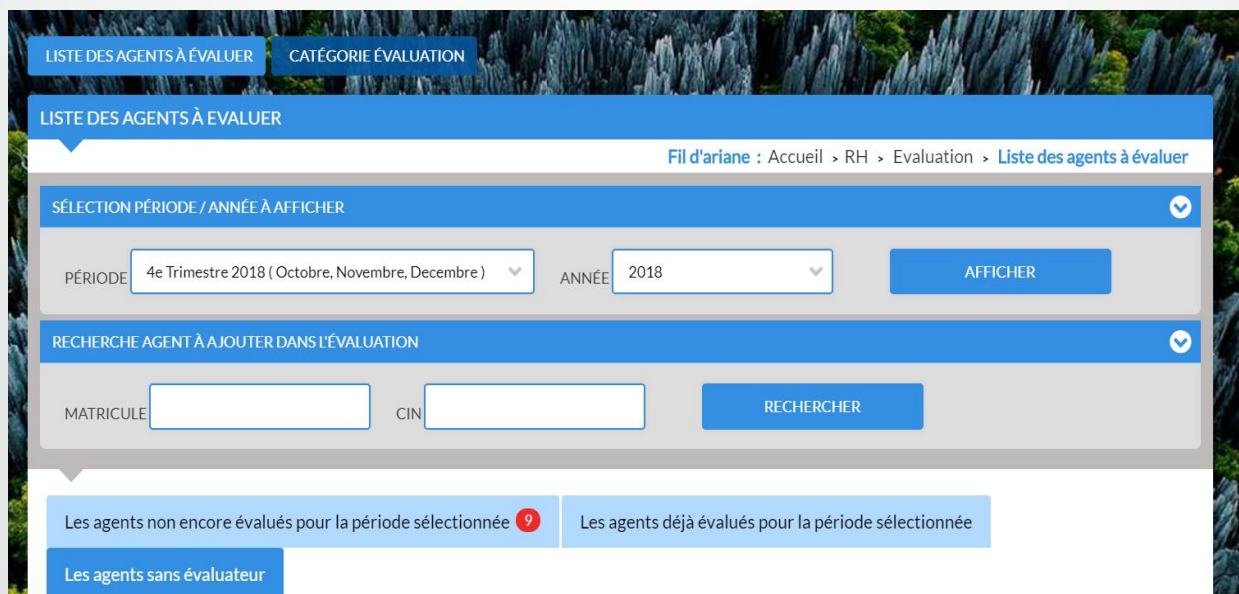 LISTE DES AGENTS À ÉVALUER CATÉGORIE ÉVALUATION
LISTE DES AGENTS À EVALUER
Fil d'ariane : Accueil > RH > Evaluation > Liste des agents à évaluer
SÉLECTION PÉRIODE / ANNÉE À AFFICHER
PÉRIODE 4e Trimestre 2018 ( Octobre, Novembre, Decembre ) ANNÉE 2018 AFFICHER
RECHERCHE AGENT À AJOUTER DANS L'ÉVALUATION
MATRICULE CIN RECHERCHER
Les agents non encore évalués pour la période sélectionnée 9 Les agents déjà évalués pour la période sélectionnée
Les agents sans évaluateur